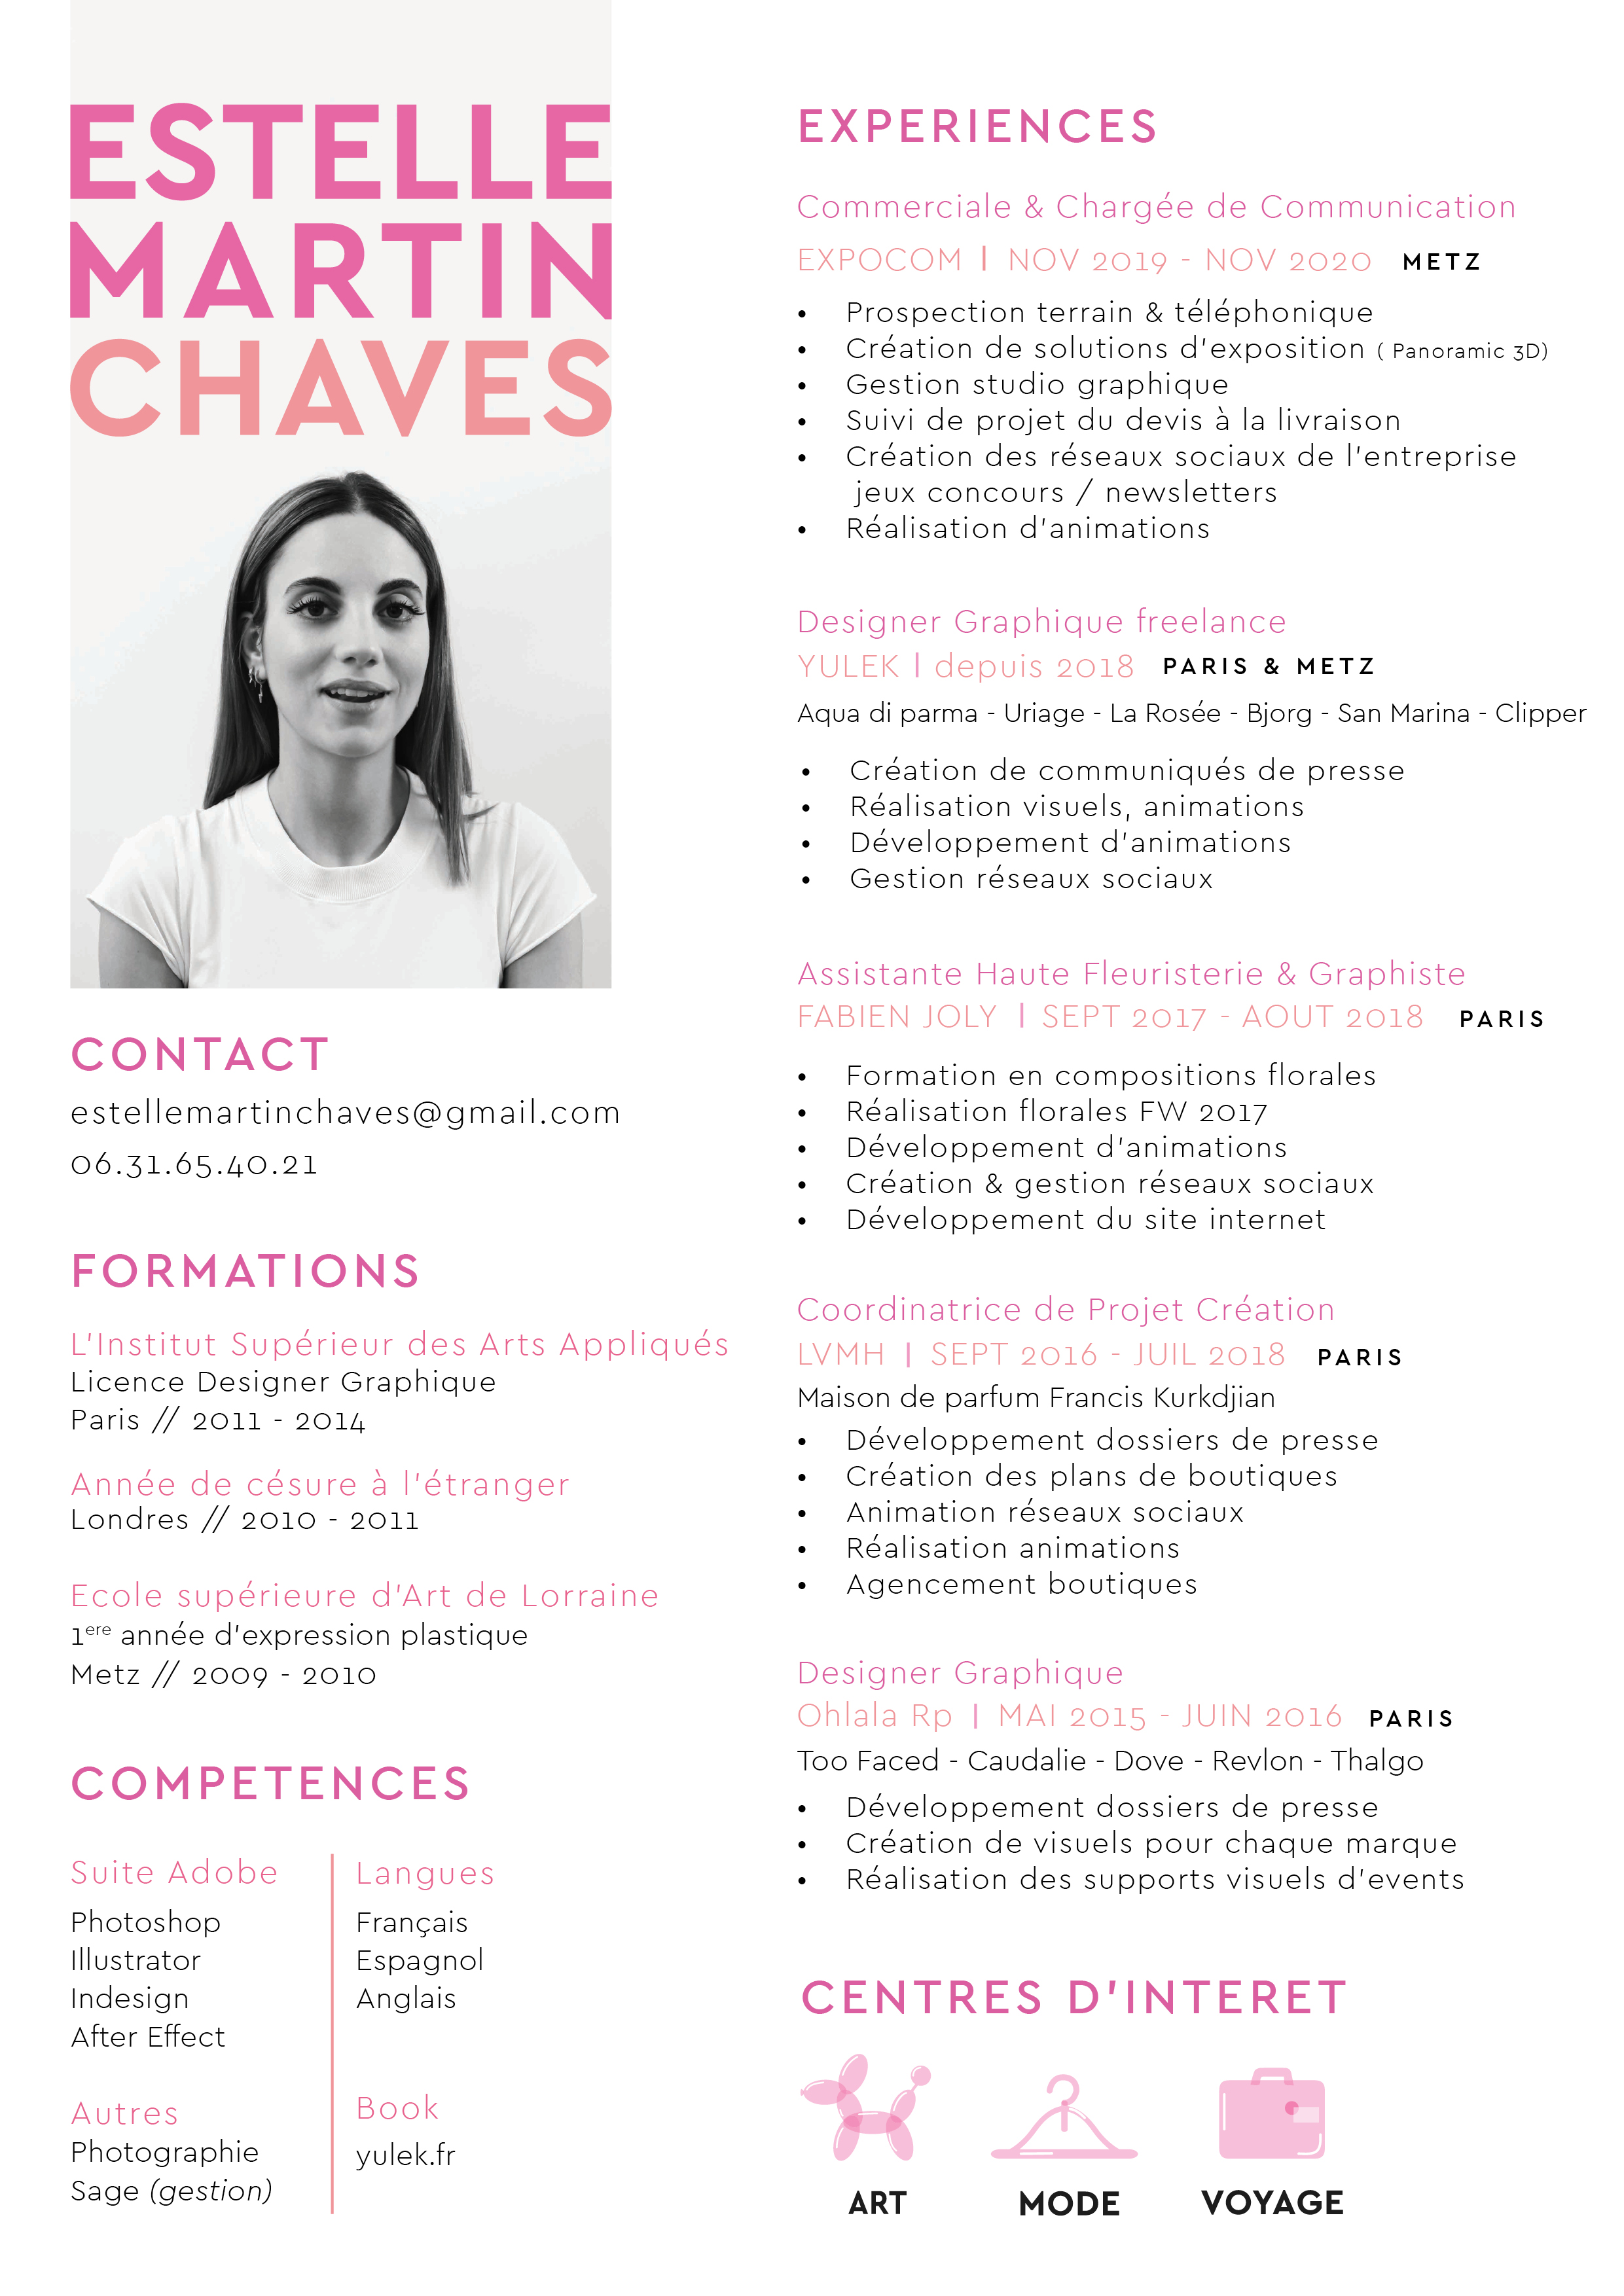 ESTELLE
MARTIN
CHAVES
CONTACT
estellemartinchaves@gmail.com
06.31.65.40.21
FORMATIONS
L'Institut Supérieur des Arts Appliqués
Licence Designer Graphique
Paris // 2011 - 2014
Année de césure à l'étranger
Londres // 2010 - 2011
Ecole supérieure d'Art de Lorraine
1ere année d'expression plastique
Metz // 2009 - 2010
COMPETENCES
Suite Adobe
Photoshop
Illustrator
Indesign
After Effect
Autres
Photographie
Sage (gestion)
Langues
Français
Espagnol
Anglais
Book
yulek.fr
EXPERIENCES
Commerciale & Chargée de Communication
EXPOCOM | NOV 2019 - NOV 2020 METZ
• Prospection terrain & téléphonique
• Création de solutions d'exposition ( Panoramic 3D)
• Gestion studio graphique
• Suivi de projet du devis à la livraison
• Création des réseaux sociaux de l'entreprise
jeux concours / newsletters
• Réalisation d'animations
Designer Graphique freelance
YULEK | depuis 2018 PARIS & METZ
Aqua di parma - Uriage - La Rosée - Bjorg - San Marina - Clipper
• Création de communiqués de presse
• Réalisation visuels, animations
• Développement d'animations
• Gestion réseaux sociaux
Assistante Haute Fleuristerie & Graphiste
FABIEN JOLY | SEPT 2017 - AOUT 2018 PARIS
• Formation en compositions florales
• Réalisation florales FW 2017
• Développement d'animations
• Création & gestion réseaux sociaux
• Développement du site internet
Coordinatrice de Projet Création
LVMH | SEPT 2016 - JUIL 2018 PARIS
Maison de parfum Francis Kurkdjian
• Développement dossiers de presse
• Création des plans de boutiques
• Animation réseaux sociaux
• Réalisation animations
• Agencement boutiques
Designer Graphique
Ohlala Rp | MAI 2015 - JUIN 2016 PARIS
Too Faced - Caudalie - Dove - Revlon - Thalgo
• Développement dossiers de presse
• Création de visuels pour chaque marque
• Réalisation des supports visuels d'events
CENTRES D'INTERET
ART MODE VOYAGE